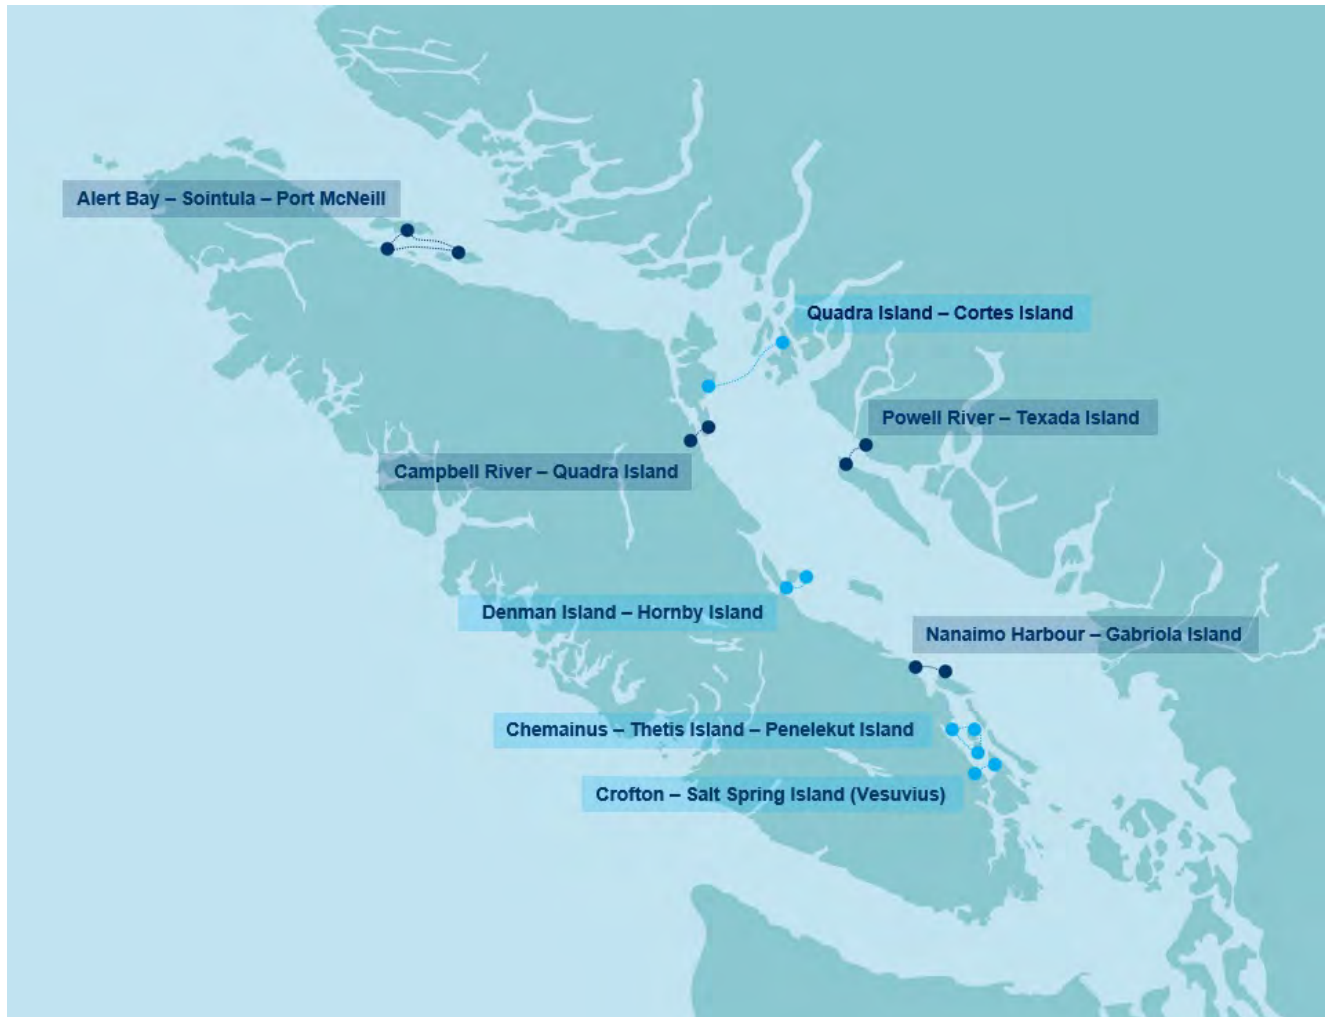 Alert Bay – Sointula – Port McNeill
Quadra Island – Cortes Island
Powell River – Texada Island
Campbell River – Quadra Island
Denman Island – Hornby Island
Nanaimo Harbour – Gabriola Island
Chemainus – Thetis Island – Penelekut Island
Crofton – Salt Spring Island (Vesuvius)